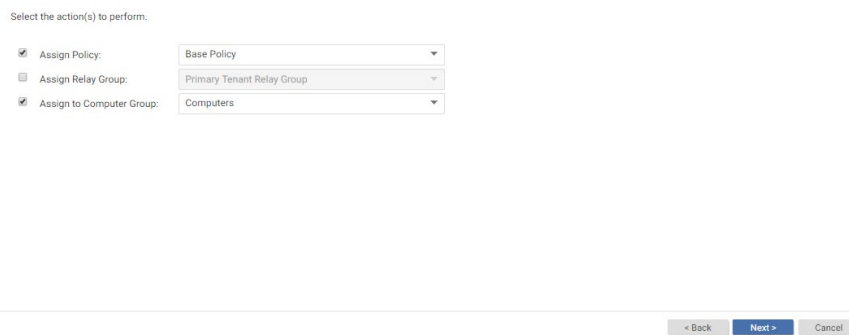 Select the action(s) to perform.
Assign Policy: Base Policy
Assign Relay Group: Primary Tenant Relay Group
Assign to Computer Group: Computers
< Back Next > Cancel